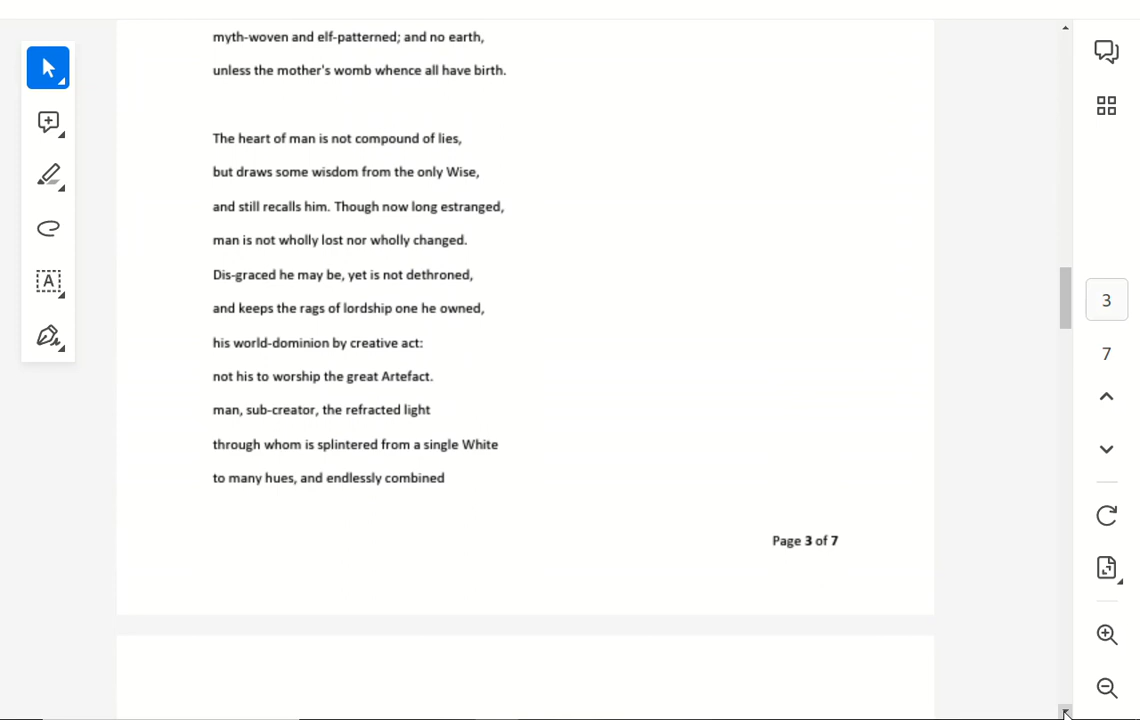 myth-woven and elf-patterned; and no earth,
unless the mother's womb whence all have birth.
The heart of man is not compound of lies,
but draws some wisdom from the only Wise,
and still recalls him. Though now long estranged,
man is not wholly lost nor wholly changed.
Dis-graced he may be, yet is not dethroned,
and keeps the rags of lordship one he owned,
his world-dominion by creative act:
not his to worship the great Artefact.
man, sub-creator, the refracted light
through whom is splintered from a single White
to many hues, and endlessly combined
Page 3 of 7
A
3
7